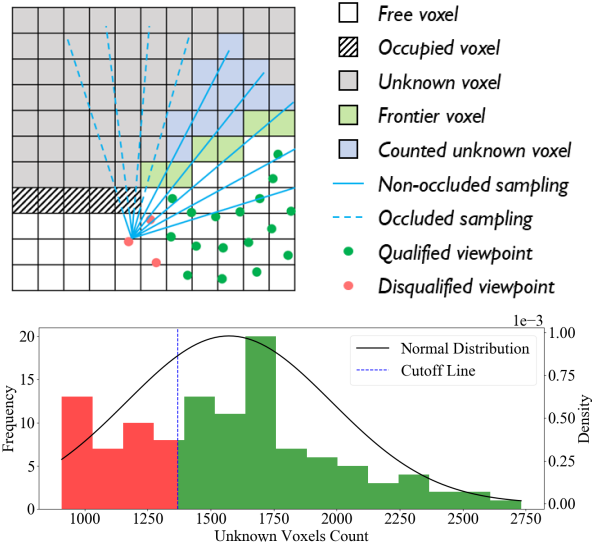 Free voxel
Occupied voxel
Unknown voxel
Frontier voxel
Counted unknown voxel
Non-occluded sampling
Occluded sampling
Qualified viewpoint
Disqualified viewpoint
1e−3
20
15
10
5
0
Frequency
Normal Distribution
Cutoff Line
1.00
0.75
0.50
0.25
0.00
Density
1000 1250 1500 1750 2000 2250 2500 2750
Unknown Voxels Count